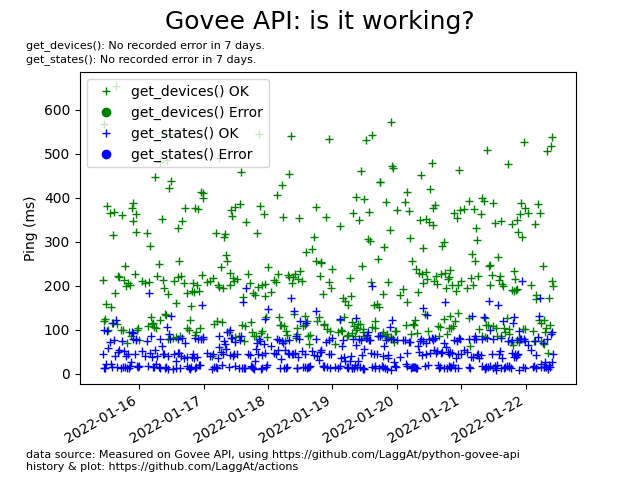 Govee API: is it working?
get_devices(): No recorded error in 7 days.
get_states(): No recorded error in 7 days.
get_devices() OK
get_devices() Error
get_states() OK
get_states() Error
Ping (ms)
600
500
400
300
200
100
0
2022-01-16
2022-01-17
2022-01-18
2022-01-19
2022-01-20
2022-01-21
2022-01-22
data source: Measured on Govee API, using https://github.com/LaggAt/python-govee-api
history & plot: https://github.com/LaggAt/actions